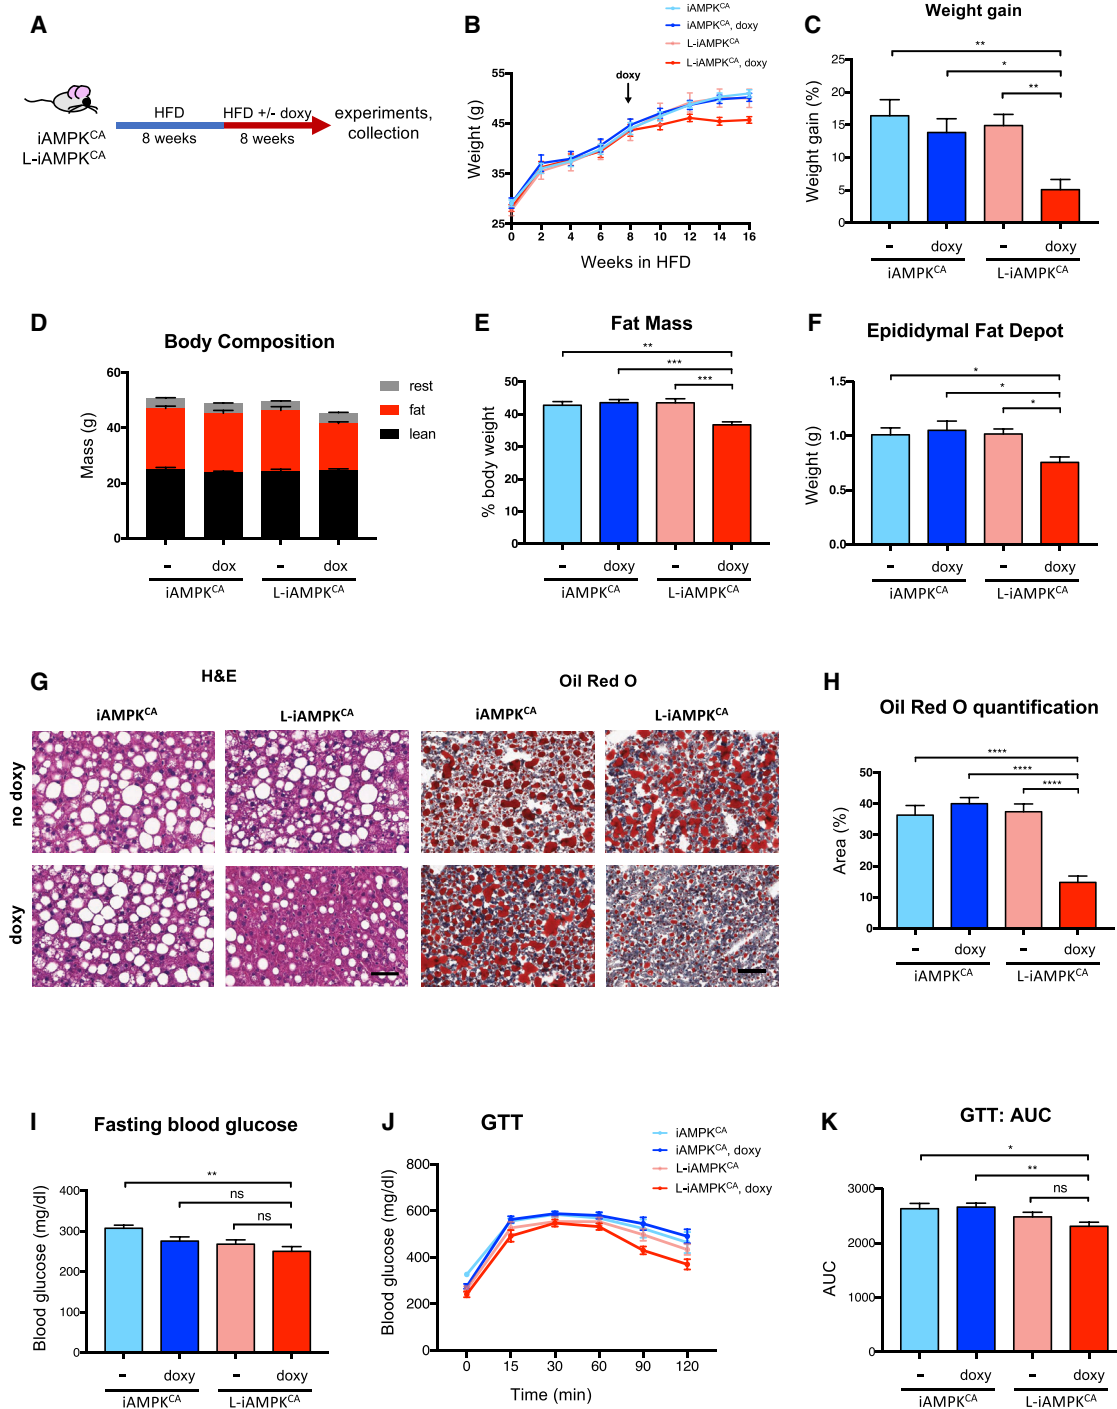 A
HFD
HFD +/- doxy
8 weeks
8 weeks
experiments,
collection
iAMPKCA
L-iAMPKCA
B
iAMPKCA
iAMPKCA, doxy
L-iAMPKCA
L-iAMPKCA, doxy
doxy
Weight (g)
55
45
35
25
0 2 4 6 8 10 12 14 16
Weeks in HFD
C
Weight gain
**
*
**
Weight gain (%)
25
20
15
10
5
0
- doxy - doxy
iAMPKCA L-iAMPKCA
D
Body Composition
Mass (g)
60
40
20
0
rest
fat
lean
- dox - dox
iAMPKCA L-iAMPKCA
E
Fat Mass
**
***
***
% body weight
50
40
30
20
10
0
- doxy - doxy
iAMPKCA L-iAMPKCA
F
Epididymal Fat Depot
*
*
*
Weight (g)
1.5
1.0
0.5
0.0
- doxy - doxy
iAMPKCA L-iAMPKCA
G
H&E
Oil Red O
iAMPKCA L-iAMPKCA iAMPKCA L-iAMPKCA
no doxy
doxy
H
Oil Red O quantification
****
****
****
Area (%)
50
40
30
20
10
0
- doxy - doxy
iAMPKCA L-iAMPKCA
I
Fasting blood glucose
**
ns
ns
Blood glucose (mg/dl)
400
300
200
100
0
- doxy - doxy
iAMPKCA L-iAMPKCA
J
GTT
iAMPKCA
iAMPKCA, doxy
L-iAMPKCA
L-iAMPKCA, doxy
Blood glucose (mg/dl)
800
600
400
200
0
0 15 30 60 90 120
Time (min)
K
GTT: AUC
*
**
ns
AUC
3000
2000
1000
0
- doxy - doxy
iAMPKCA L-iAMPKCA